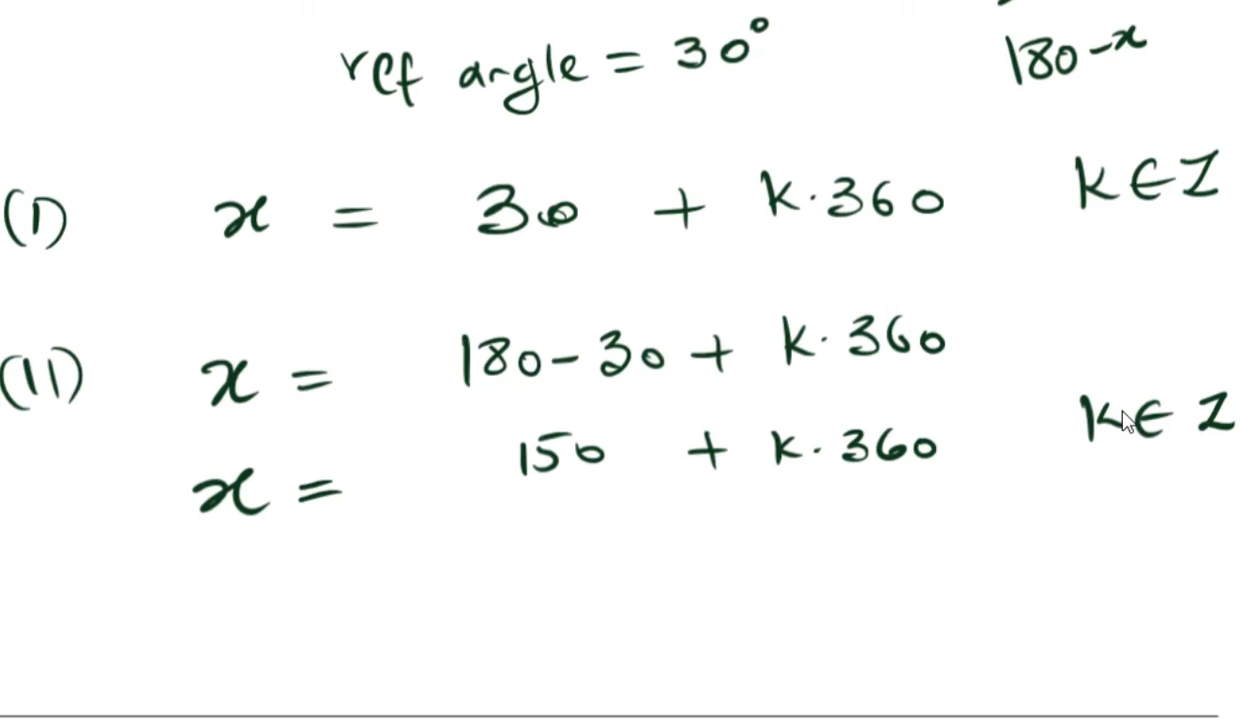 ref angle = 30°
180-x
(I) x = 30 + k.360 k∈Z
(II) x = 180-30 + k.360
x = 150 + k.360 k∈Z